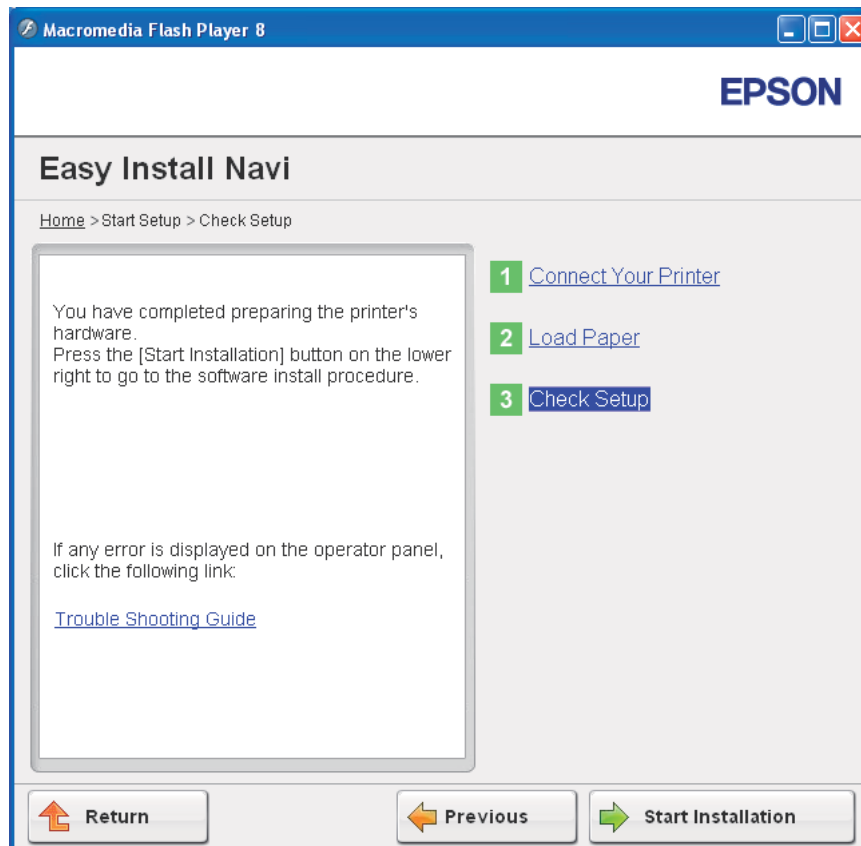 Macromedia Flash Player 8
EPSON
Easy Install Navi
Home > Start Setup > Check Setup
You have completed preparing the printer's
hardware.
Press the [Start Installation] button on the lower
right to go to the software install procedure.
If any error is displayed on the operator panel,
click the following link:
Trouble Shooting Guide
1 Connect Your Printer
2 Load Paper
3 Check Setup
Return
Previous
Start Installation